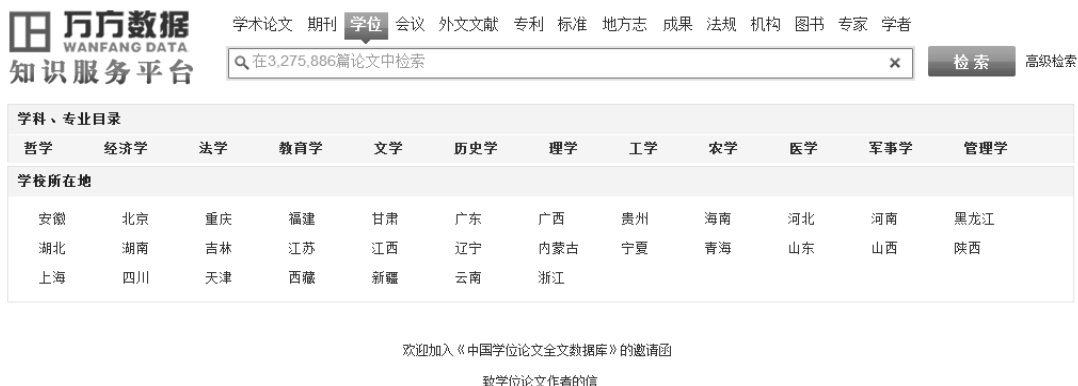 万方数据
WANFANG DATA
知识服务平台
学术论文 期刊 学位 会议 外文文献 专利 标准 地方志 成果 法规 机构 图书 专家 学者
在3,275,886篇论文中检索
检索
高级检索
学科、专业目录
哲学 经济学 法学 教育学 文学 历史学 理学 工学 农学 医学 军事学 管理学
学校所在地
安徽 北京 重庆 福建 甘肃 广东 广西 贵州 海南 河北 河南 黑龙江
湖北 湖南 吉林 江苏 江西 辽宁 内蒙古 宁夏 青海 山东 山西 陕西
上海 四川 天津 西藏 新疆 云南 浙江
欢迎加入《中国学位论文全文数据库》的邀请函
致学位论文作者的信